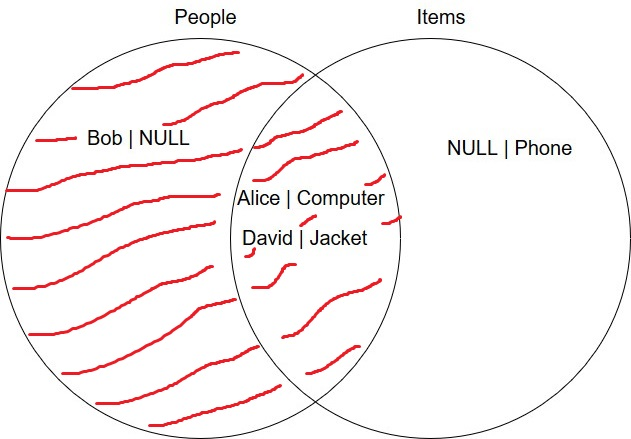 People
Items
Bob | NULL
NULL | Phone
Alice | Computer
David | Jacket